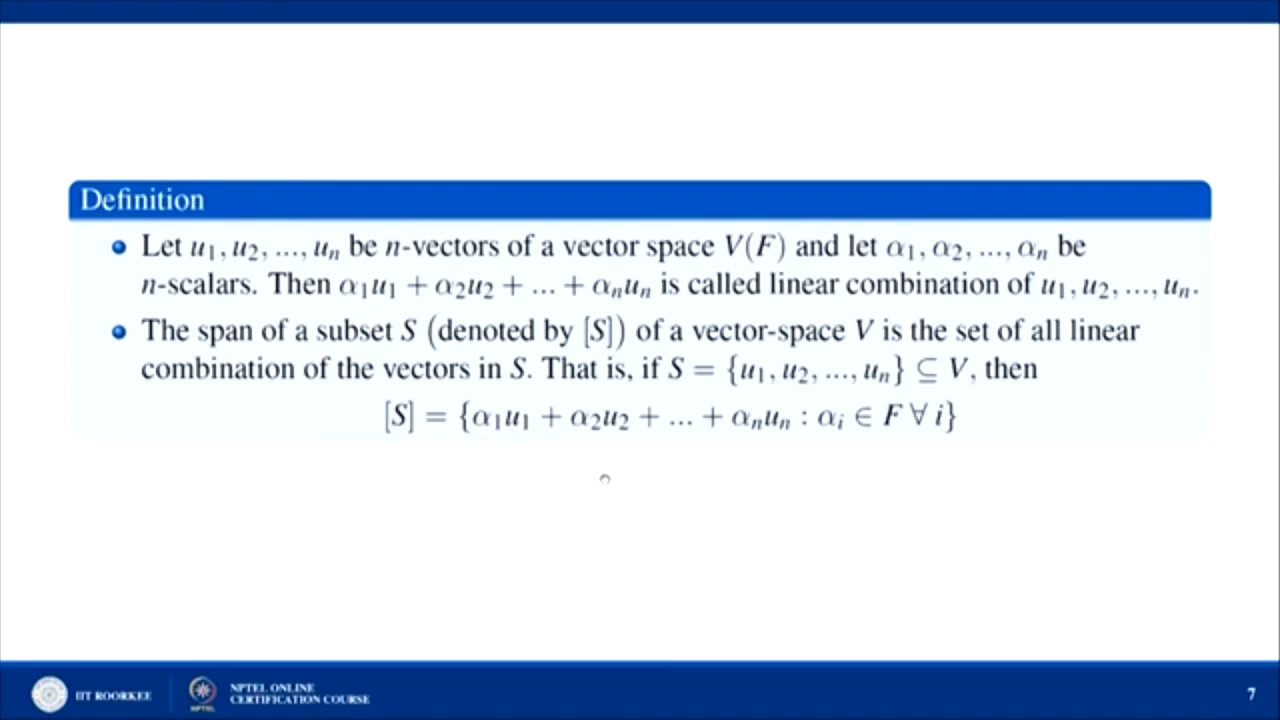 Definition
Let u₁, u₂, ..., uₙ be n-vectors of a vector space V(F) and let α₁, α₂, ..., αₙ be
n-scalars. Then α₁u₁ + α₂u₂ + ... + αₙuₙ is called linear combination of u₁, u₂, ..., uₙ.
The span of a subset S (denoted by [S]) of a vector-space V is the set of all linear
combination of the vectors in S. That is, if S = {u₁, u₂, ..., uₙ} ⊆ V, then
[S] = {α₁u₁ + α₂u₂ + ... + αₙuₙ : αᵢ ∈ F ∀ i}
IIT ROORKEE
NPTEL
NPTEL ONLINE
CERTIFICATION COURSE
7